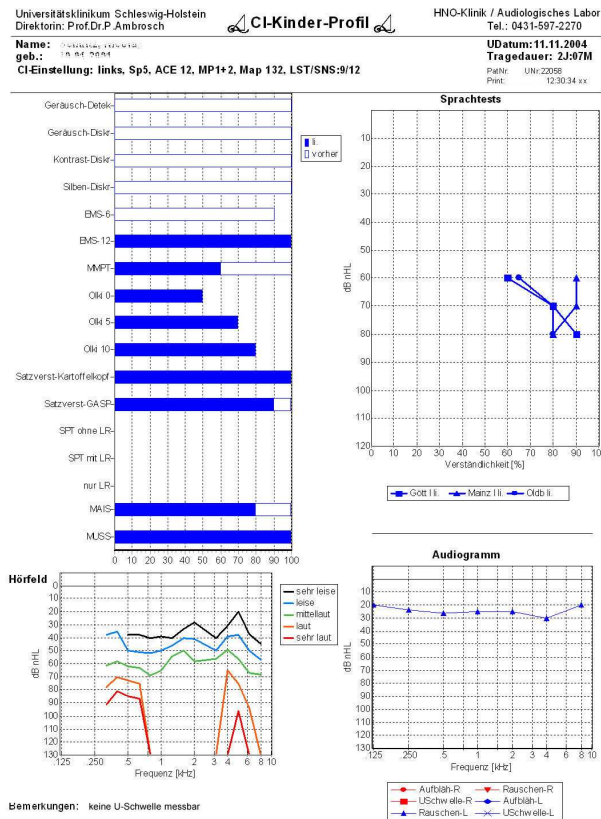 Universitätsklinikum Schleswig-Holstein
Direktorin: Prof.Dr.P.Ambrosch
CI-Kinder-Profil
HNO-Klinik / Audiologisches Labor
Tel.: 0431-597-2270
Name:
geb.:
CI-Einstellung: links, Sp5, ACE 12, MP1+2, Map 132, LST/SNS:9/12
UDatum:11.11.2004
Tragedauer: 2J:07M
PatNr. UNr:22058
Print: 12:30:34 xx
Geräusch-Detek
Geräusch-Diskr
Kontrast-Diskr
Silben-Diskr
EMS-6
EMS-12
MMPT
Olki 0
Olki 5
Olki 10
Satzverst-Kartoffelkopf
Satzverst-GASP
SPT ohne LR
SPT mit LR
nur LR
MAIS
MUSS
0 10 20 30 40 50 60 70 80 90 100
li.
vorher
Sprachtests
10
20
30
40
50
60
70
80
90
100
110
120
dB nHL
0 10 20 30 40 50 60 70 80 90 100
Verständlichkeit [%]
Gött I li. Mainz I li. Oldb li.
Hörfeld
0
10
20
30
40
50
60
70
80
90
100
110
120
130
dB nHL
.125 .250 .5 1 2 4 6 8 10
Frequenz [kHz]
sehr leise
leise
mittellaut
laut
sehr laut
Audiogramm
10
20
30
40
50
60
70
80
90
100
110
120
130
dB nHL
.125 .250 .5 1 2 4 8 10
Frequenz [kHz]
Aufbläh-R Rauschen-R
USchwelle-R Aufbläh-L
Rauschen-L USchwelle-L
Bemerkungen: keine U-Schwelle messbar